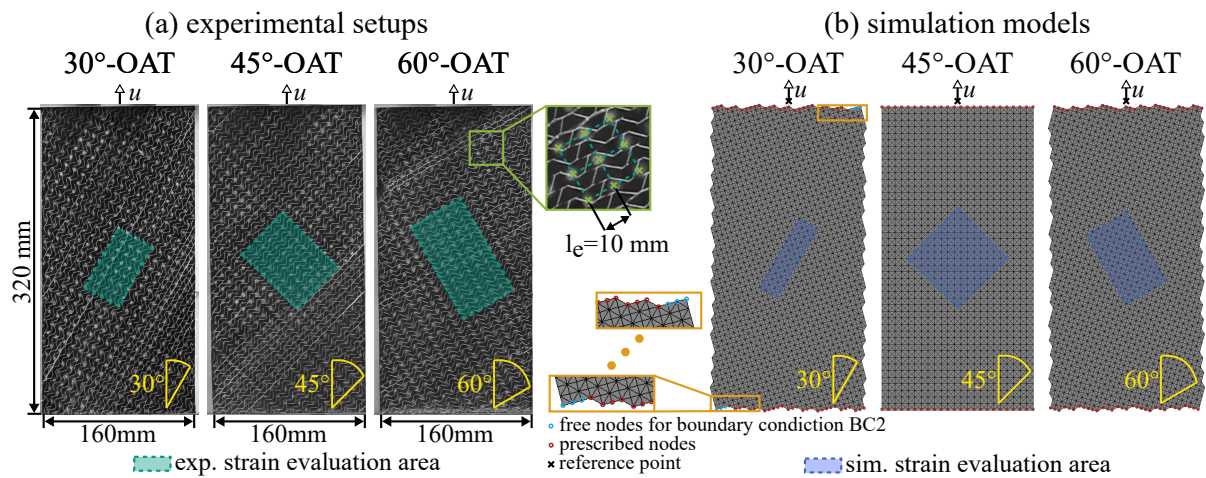 (a) experimental setups
30°-OAT 45°-OAT 60°-OAT
u u u
320 mm
30° 45° 60°
160mm 160mm 160mm
exp. strain evaluation area
l_e=10 mm
(b) simulation models
30°-OAT 45°-OAT 60°-OAT
u u u
30° 45° 60°
free nodes for boundary condiction BC2
prescribed nodes
reference point
sim. strain evaluation area